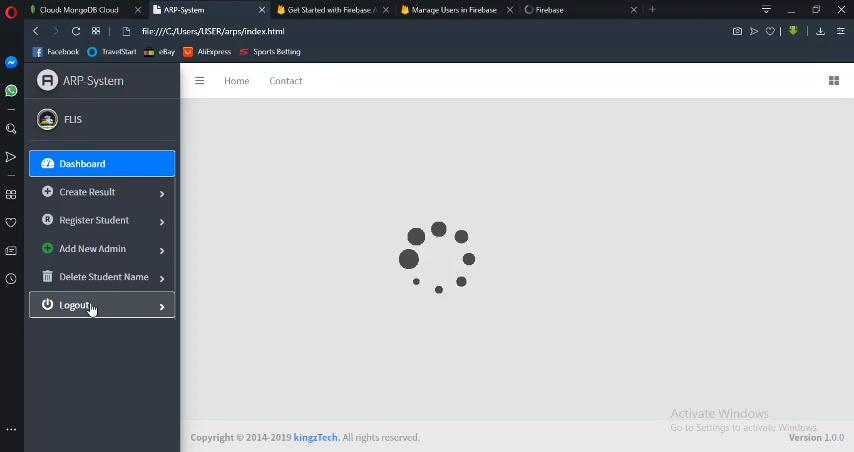 Cloud: MongoDB Cloud
ARP-System
Get Started with Firebase A
Manage Users in Firebase
Firebase
file:///C:/Users/USER/arps/index.html
Facebook
TravelStart
eBay
AliExpress
Sports Betting
ARP-System
Home
Contact
FLIS
Dashboard
Create Result
Register Student
Add New Admin
Delete Student Name
Logout
Activate Windows
Go to Settings to activate Windows.
Copyright © 2014-2019 kingzTech. All rights reserved.
Version 1.0.0